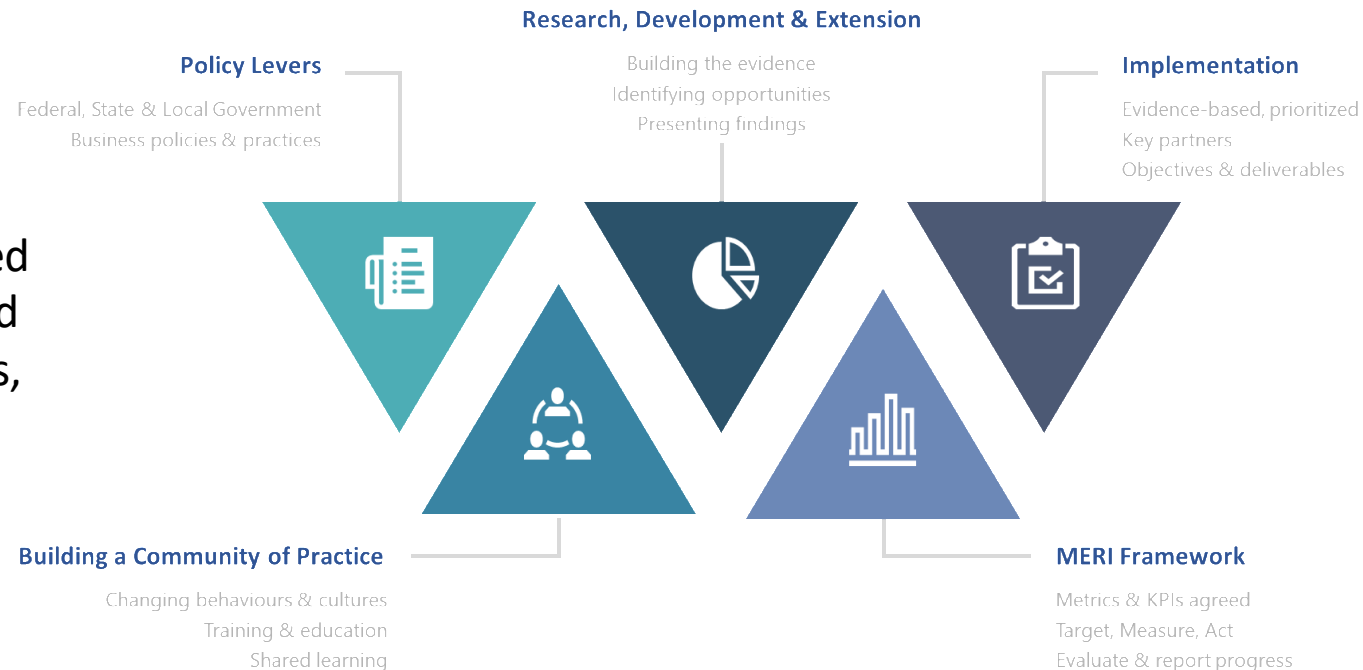 Research, Development & Extension
Building the evidence
Identifying opportunities
Presenting findings
Policy Levers
Federal, State & Local Government
Business policies & practices
Implementation
Evidence-based, prioritized
Key partners
Objectives & deliverables
Building a Community of Practice
Changing behaviours & cultures
Training & education
Shared learning
MERI Framework
Metrics & KPIs agreed
Target, Measure, Act
Evaluate & report progress